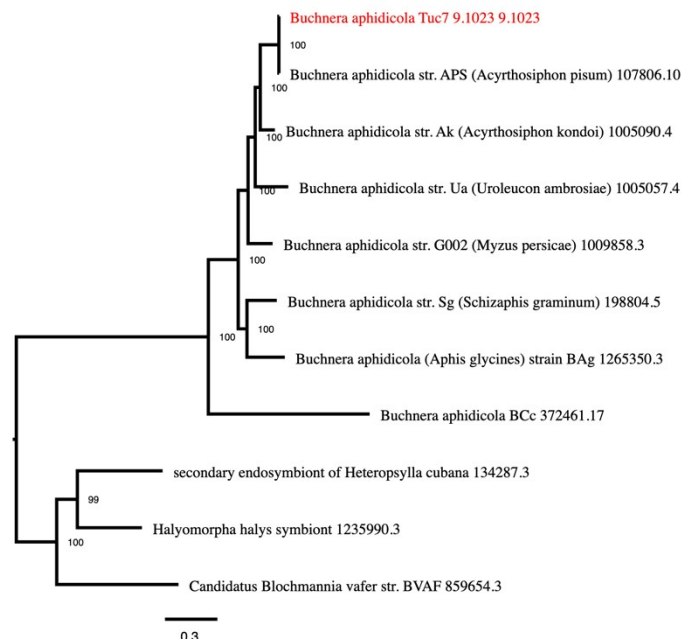 Buchnera aphidicola Tuc7 9.1023 9.1023
100
Buchnera aphidicola str. APS (Acyrthosiphon pisum) 107806.10
100
Buchnera aphidicola str. Ak (Acyrthosiphon kondoi) 1005090.4
100
Buchnera aphidicola str. Ua (Uroleucon ambrosiae) 1005057.4
100
Buchnera aphidicola str. G002 (Myzus persicae) 1009858.3
100
Buchnera aphidicola str. Sg (Schizaphis graminum) 198804.5
100
100
Buchnera aphidicola (Aphis glycines) strain BAg 1265350.3
Buchnera aphidicola BCc 372461.17
secondary endosymbiont of Heteropsylla cubana 134287.3
99
Halyomorpha halys symbiont 1235990.3
100
Candidatus Blochmannia vafer str. BVAF 859654.3
0.3